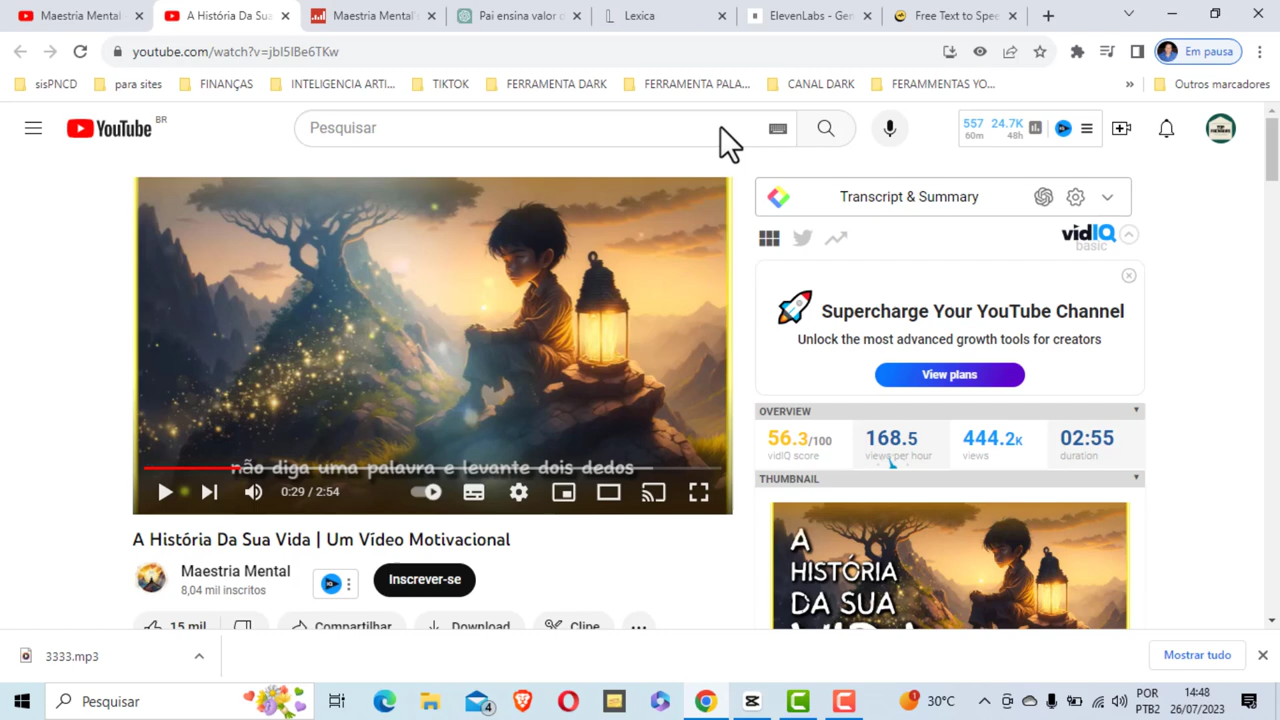 Maestria Mental
A História Da Sua
Maestria Mental's
Pai ensina valor d
Lexica
ElevenLabs - Gen
Free Text to Spee
youtube.com/watch?v=jbI5IBe6TKw
Em pausa
sisPNCD
para sites
FINANÇAS
INTELIGENCIA ARTI...
TIKTOK
FERRAMENTA DARK
FERRAMENTA PALA...
CANAL DARK
FERAMMENTAS YO...
»
Outros marcadores
YouTube BR
Pesquisar
557 24.7K
60m 48h
Transcript & Summary
vidIQ
basic
Supercharge Your YouTube Channel
Unlock the most advanced growth tools for creators
View plans
OVERVIEW
56.3/100 168.5 444.2K 02:55
vidIQ score views per hour views duration
THUMBNAIL
A
HISTÓRIA
DA SUA
não diga uma palavra e levante dois dedos
0:29 / 2:54
A História Da Sua Vida | Um Vídeo Motivacional
Maestria Mental
8,04 mil inscritos
Inscrever-se
15 mil
Compartilhar
Download
Clipe
3333.mp3
Mostrar tudo
Pesquisar
4
30°C
POR
PTB2
14:48
26/07/2023